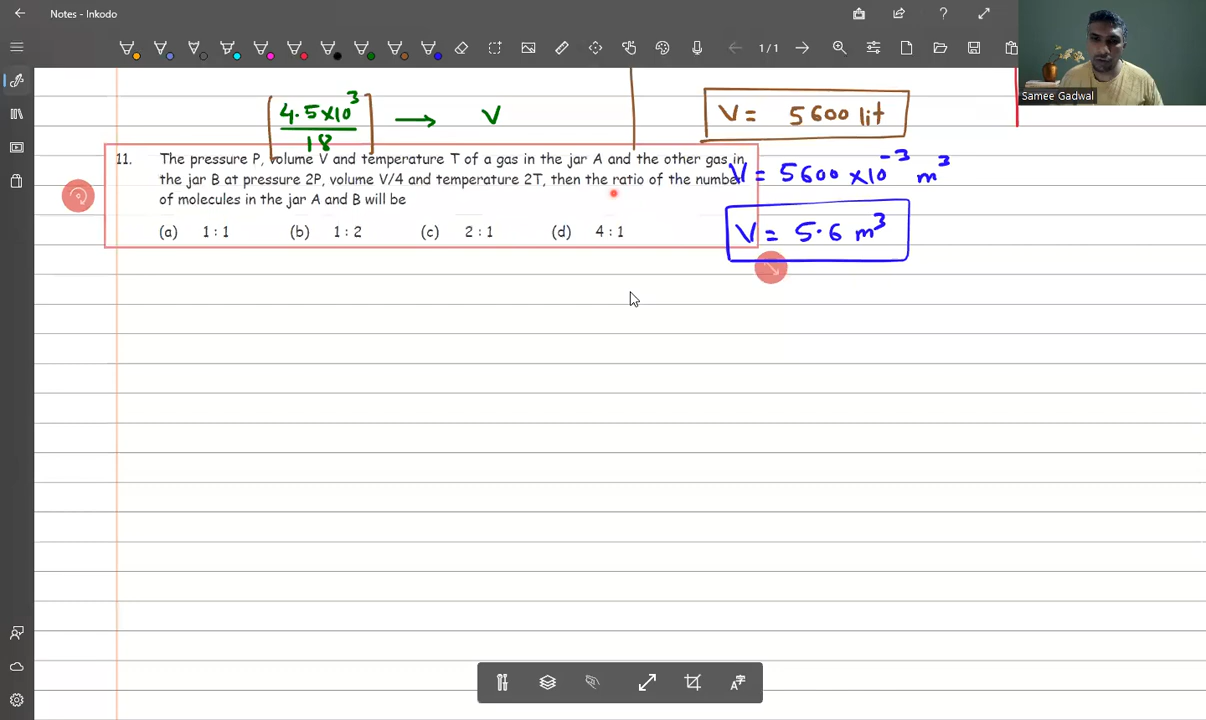 Notes - Inkodo
1/1
Samee Gadwal
4.5×10³
18
→ V
V = 5600 lit
V = 5600 ×10⁻³ m³
V = 5.6 m³
11. The pressure P, volume V and temperature T of a gas in the jar A and the other gas in
the jar B at pressure 2P, volume V/4 and temperature 2T, then the ratio of the number
of molecules in the jar A and B will be
(a) 1 : 1 (b) 1 : 2 (c) 2 : 1 (d) 4 : 1